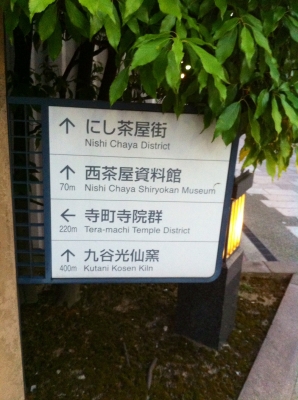 ↑ にし茶屋街
Nishi Chaya District
↑ 西茶屋資料館
70m Nishi Chaya Shiryokan Museum
← 寺町寺院群
220m Tera-machi Temple District
↑ 九谷光仙窯
400m Kutani Kosen Kiln